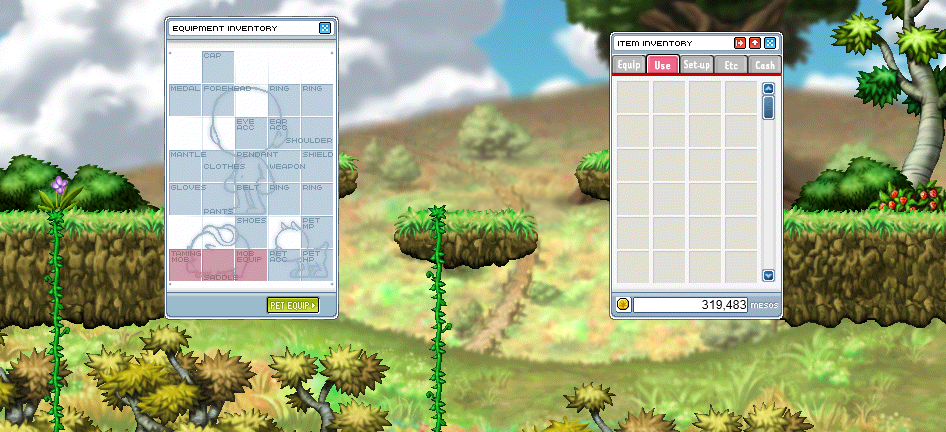 EQUIPMENT INVENTORY
CAP
MEDAL FOREHEAD RING RING
EYE ACC EAR ACC
SHOULDER
MANTLE PENDANT SHIELD
CLOTHES WEAPON
GLOVES BELT RING RING
PANTS
SHOES PET MP
TAMING MOB MOB EQUIP PET ACC PET HP
SADDLE
PET EQUIP
ITEM INVENTORY
Equip Use Set-up Etc Cash
319,483 MESOS